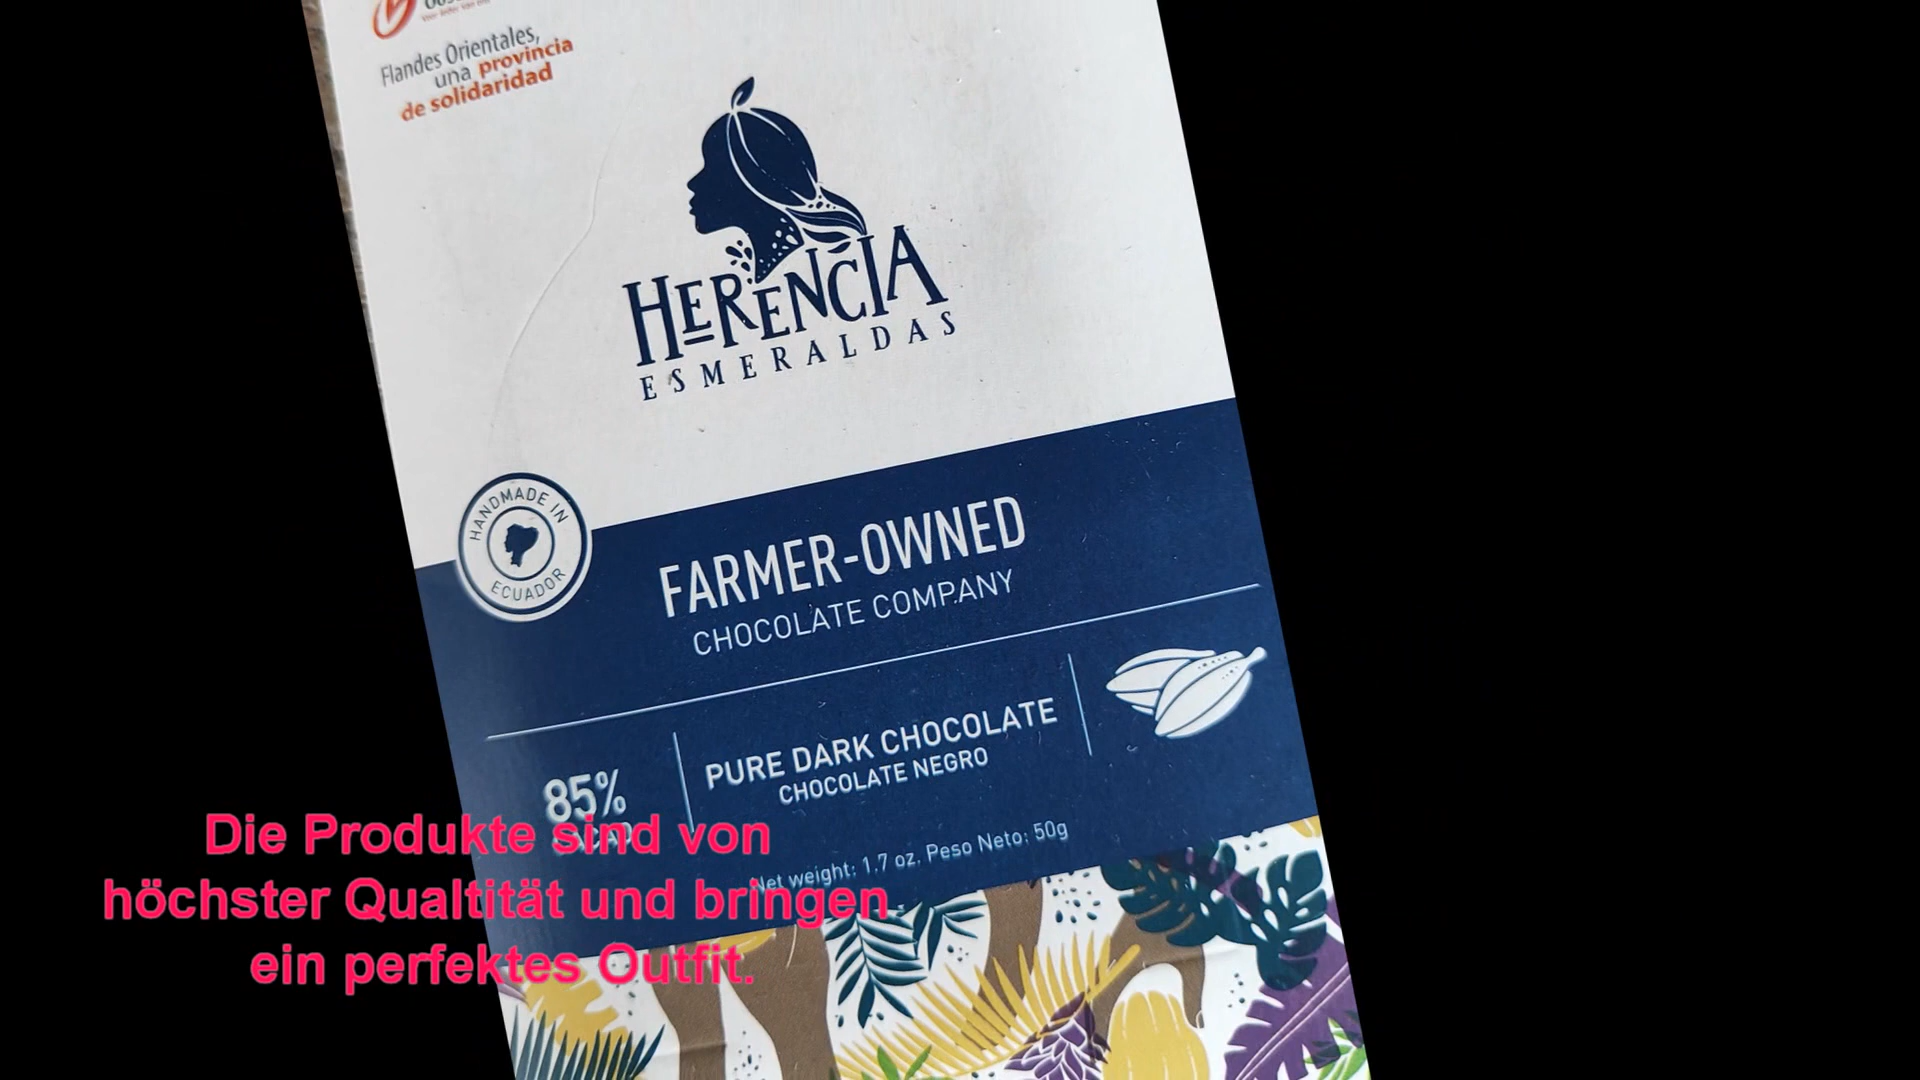 Flandes Orientales,
una provincia
de solidaridad
HERENCIA
ESMERALDAS
HANDMADE IN
ECUADOR
FARMER-OWNED
CHOCOLATE COMPANY
85%
PURE DARK CHOCOLATE
CHOCOLATE NEGRO
Net weight: 1.7 oz. Peso Neto: 50g
Die Produkte sind von
höchster Qualtität und bringen
ein perfektes Outfit.